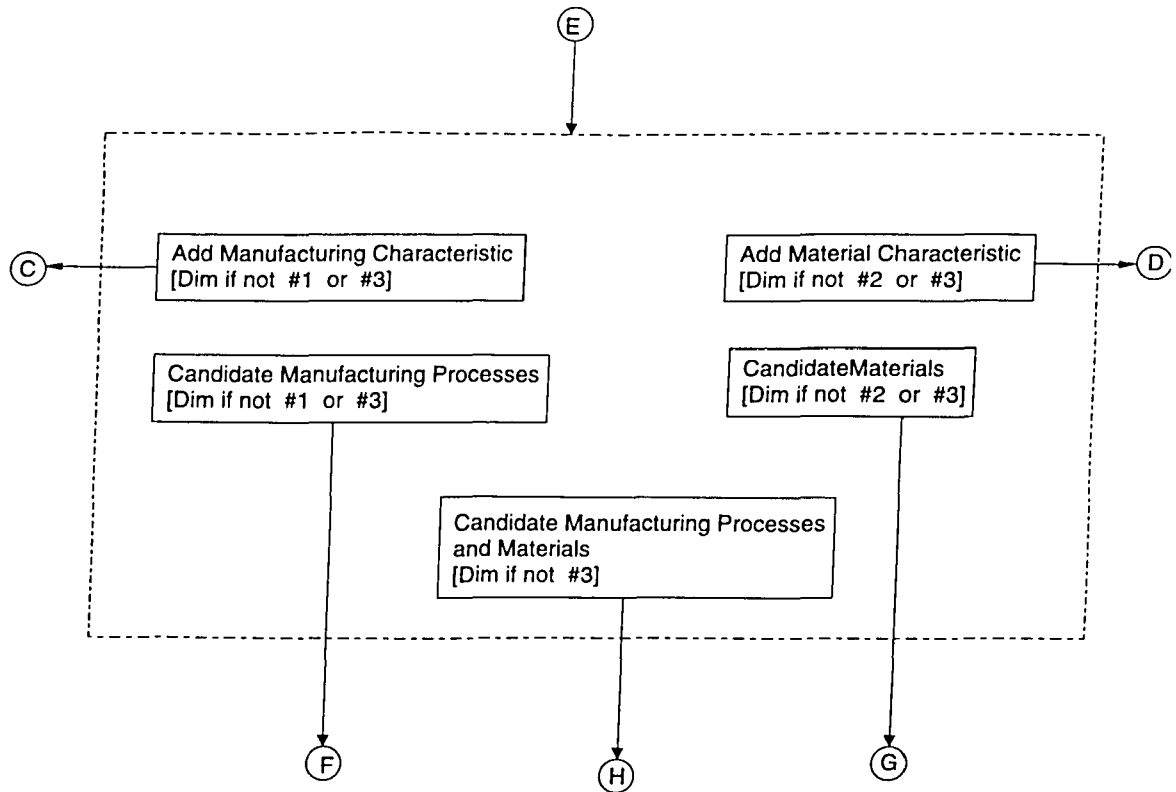 E
Add Manufacturing Characteristic
[Dim if not #1 or #3]
C
Add Material Characteristic
[Dim if not #2 or #3]
D
Candidate Manufacturing Processes
[Dim if not #1 or #3]
CandidateMaterials
[Dim if not #2 or #3]
Candidate Manufacturing Processes
and Materials
[Dim if not #3]
F
H
G